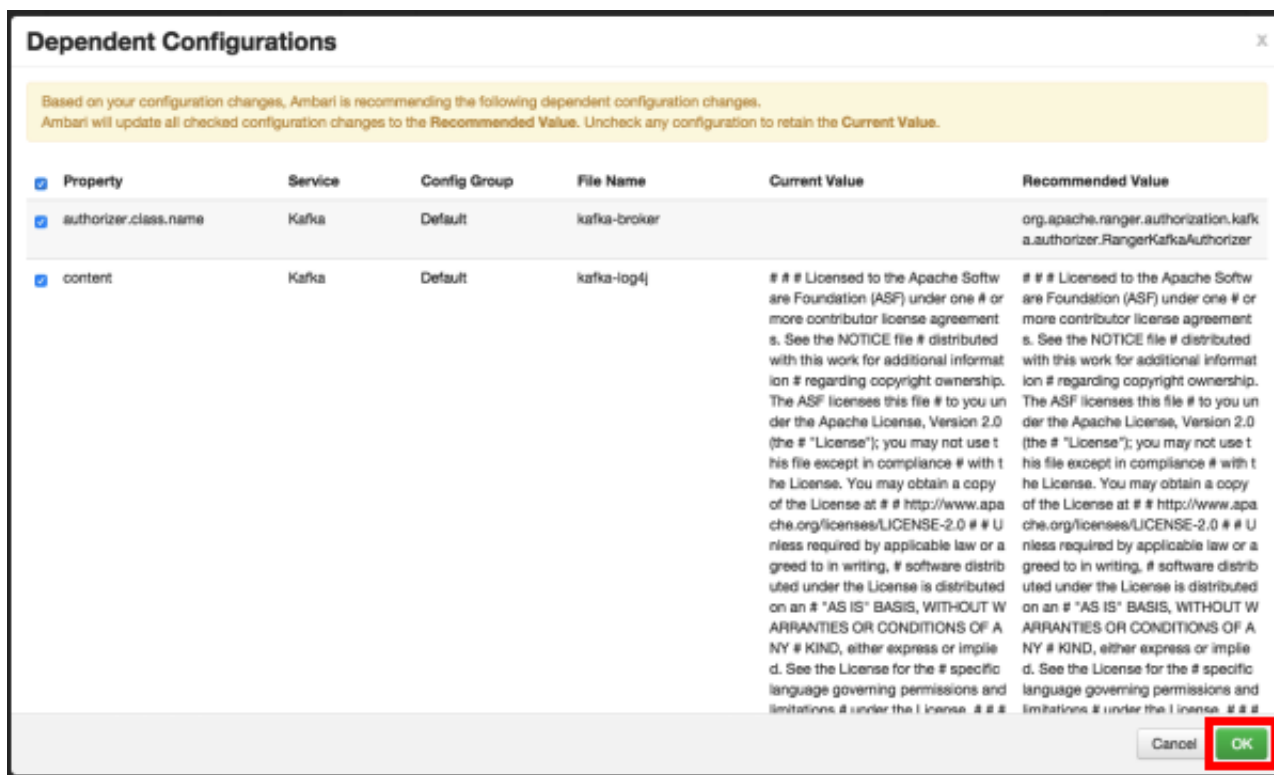 Dependent Configurations
x
Based on your configuration changes, Ambari is recommending the following dependent configuration changes.
Ambari will update all checked configuration changes to the Recommended Value. Uncheck any configuration to retain the Current Value.
Property Service Config Group File Name Current Value Recommended Value
authorizer.class.name Kafka Default kafka-broker org.apache.ranger.authorization.kafk
a.authorizer.RangerKafkaAuthorizer
content Kafka Default kafka-log4j # # # Licensed to the Apache Softw # # # Licensed to the Apache Softw
are Foundation (ASF) under one # or are Foundation (ASF) under one # or
more contributor license agreement more contributor license agreement
s. See the NOTICE file # distributed s. See the NOTICE file # distributed
with this work for additional informat with this work for additional informat
ion # regarding copyright ownership. ion # regarding copyright ownership.
The ASF licenses this file # to you un The ASF licenses this file # to you un
der the Apache License, Version 2.0 der the Apache License, Version 2.0
(the # "License"); you may not use t (the # "License"); you may not use t
his file except in compliance # with t his file except in compliance # with t
he License. You may obtain a copy he License. You may obtain a copy
of the License at # # http://www.apa of the License at # # http://www.apa
che.org/licenses/LICENSE-2.0 # # U che.org/licenses/LICENSE-2.0 # # U
nless required by applicable law or a nless required by applicable law or a
greed to in writing, # software distrib greed to in writing, # software distrib
uted under the License is distributed uted under the License is distributed
on an # "AS IS" BASIS, WITHOUT W on an # "AS IS" BASIS, WITHOUT W
ARRANTIES OR CONDITIONS OF A ARRANTIES OR CONDITIONS OF A
NY # KIND, either express or implie NY # KIND, either express or implie
d. See the License for the # specific d. See the License for the # specific
language governing permissions and language governing permissions and
limitations # under the License. # # # limitations # under the License. # # #
Cancel OK